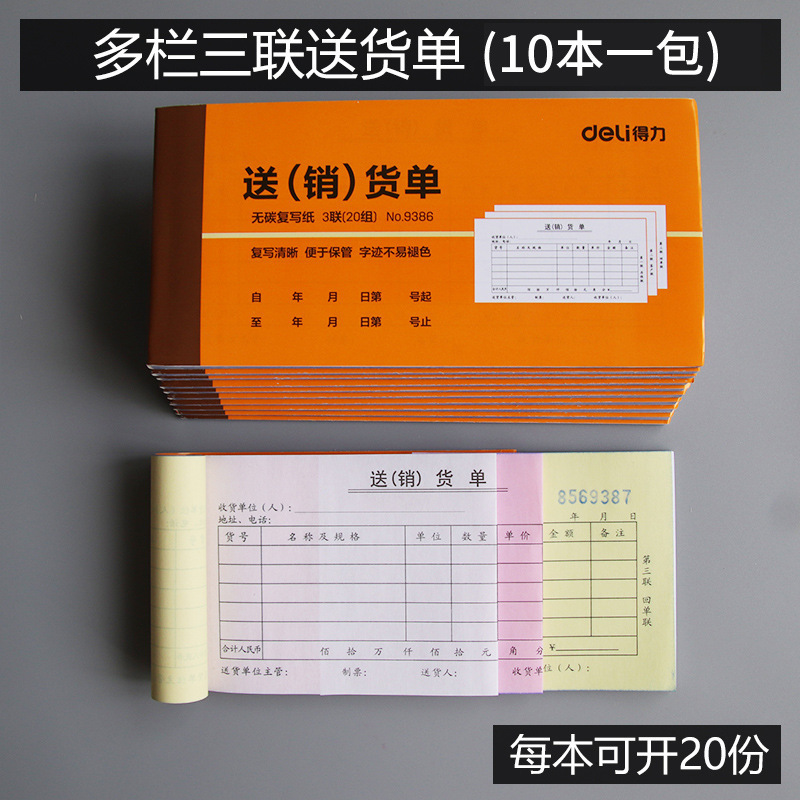 多栏三联送货单 (10本一包)
deli得力
送(销)货单
无碳复写纸 3联(20组) No.9386
复写清晰 便于保管 字迹不易褪色
自 年 月 日第 号起
至 年 月 日第 号止
送(销) 货 单
送(销) 货 单
8569387
收货单位(人):
地址、电话: 年 月 日
货号 名称及规格 单位 数量 单价 金额 备注
第三联 回单联
合计人民币 佰 拾 万 仟 佰 拾 元 角 分 ¥
送货单位主管: 制票: 送货人: 收货单位(人):
每本可开20份